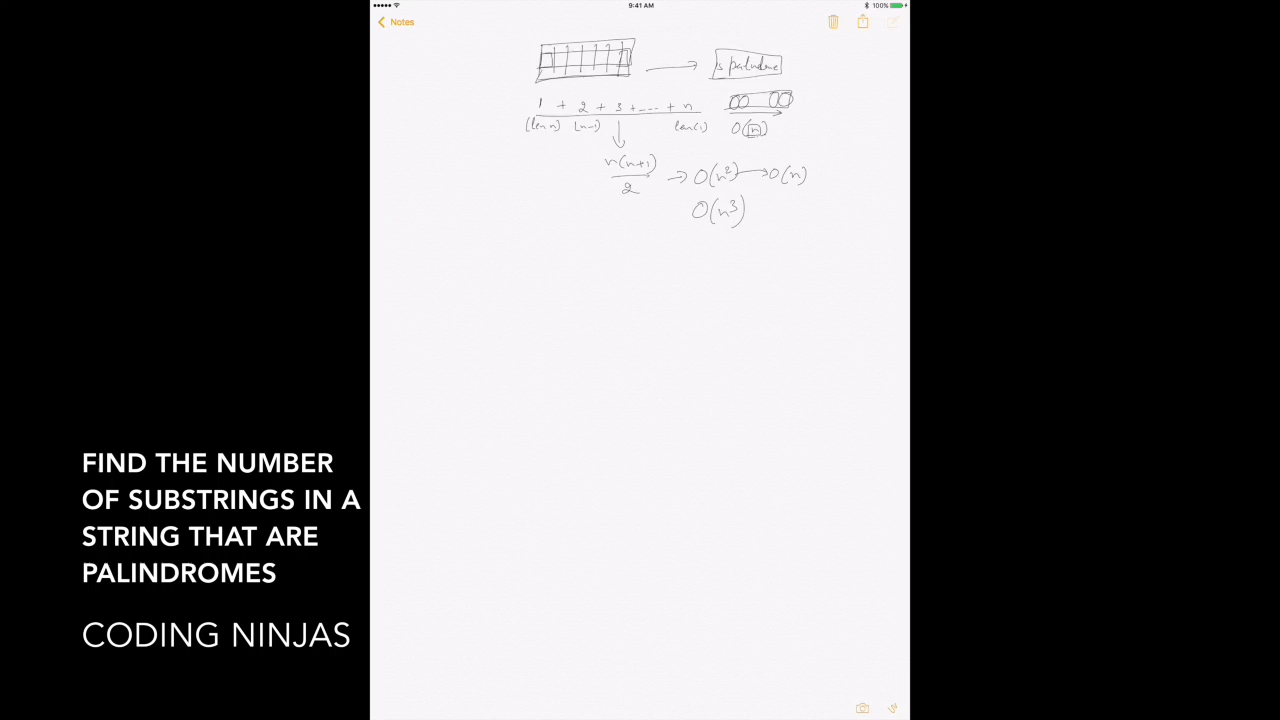 9:41 AM
100%
Notes
is palindrome
1 + 2 + 3 + --- + n
(len n) (n-1) len(1)
O(n)
n(n+1)
2
→ O(n²) → O(n)
O(n³)
FIND THE NUMBER
OF SUBSTRINGS IN A
STRING THAT ARE
PALINDROMES
CODING NINJAS